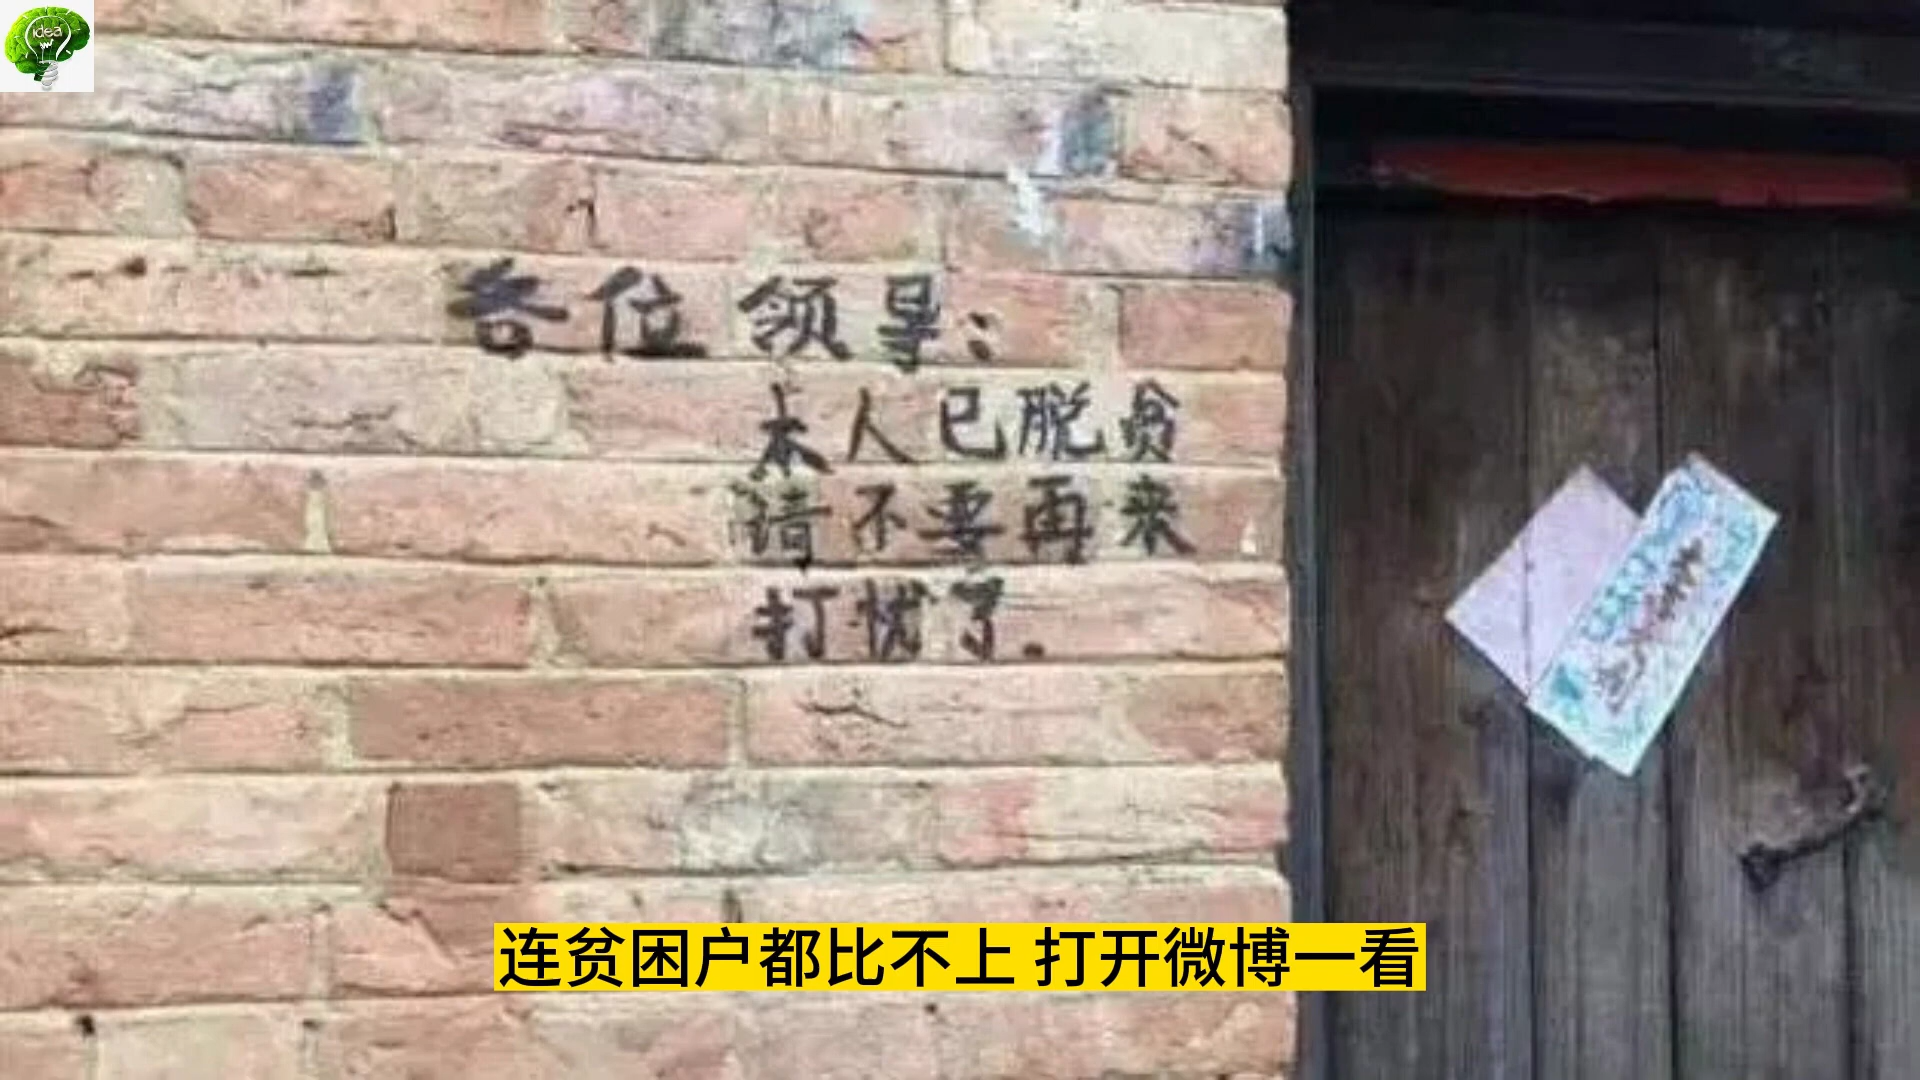 idea
各位领导:
本人已脱贫
请不要再来
打扰了.
连贫困户都比不上 打开微博一看